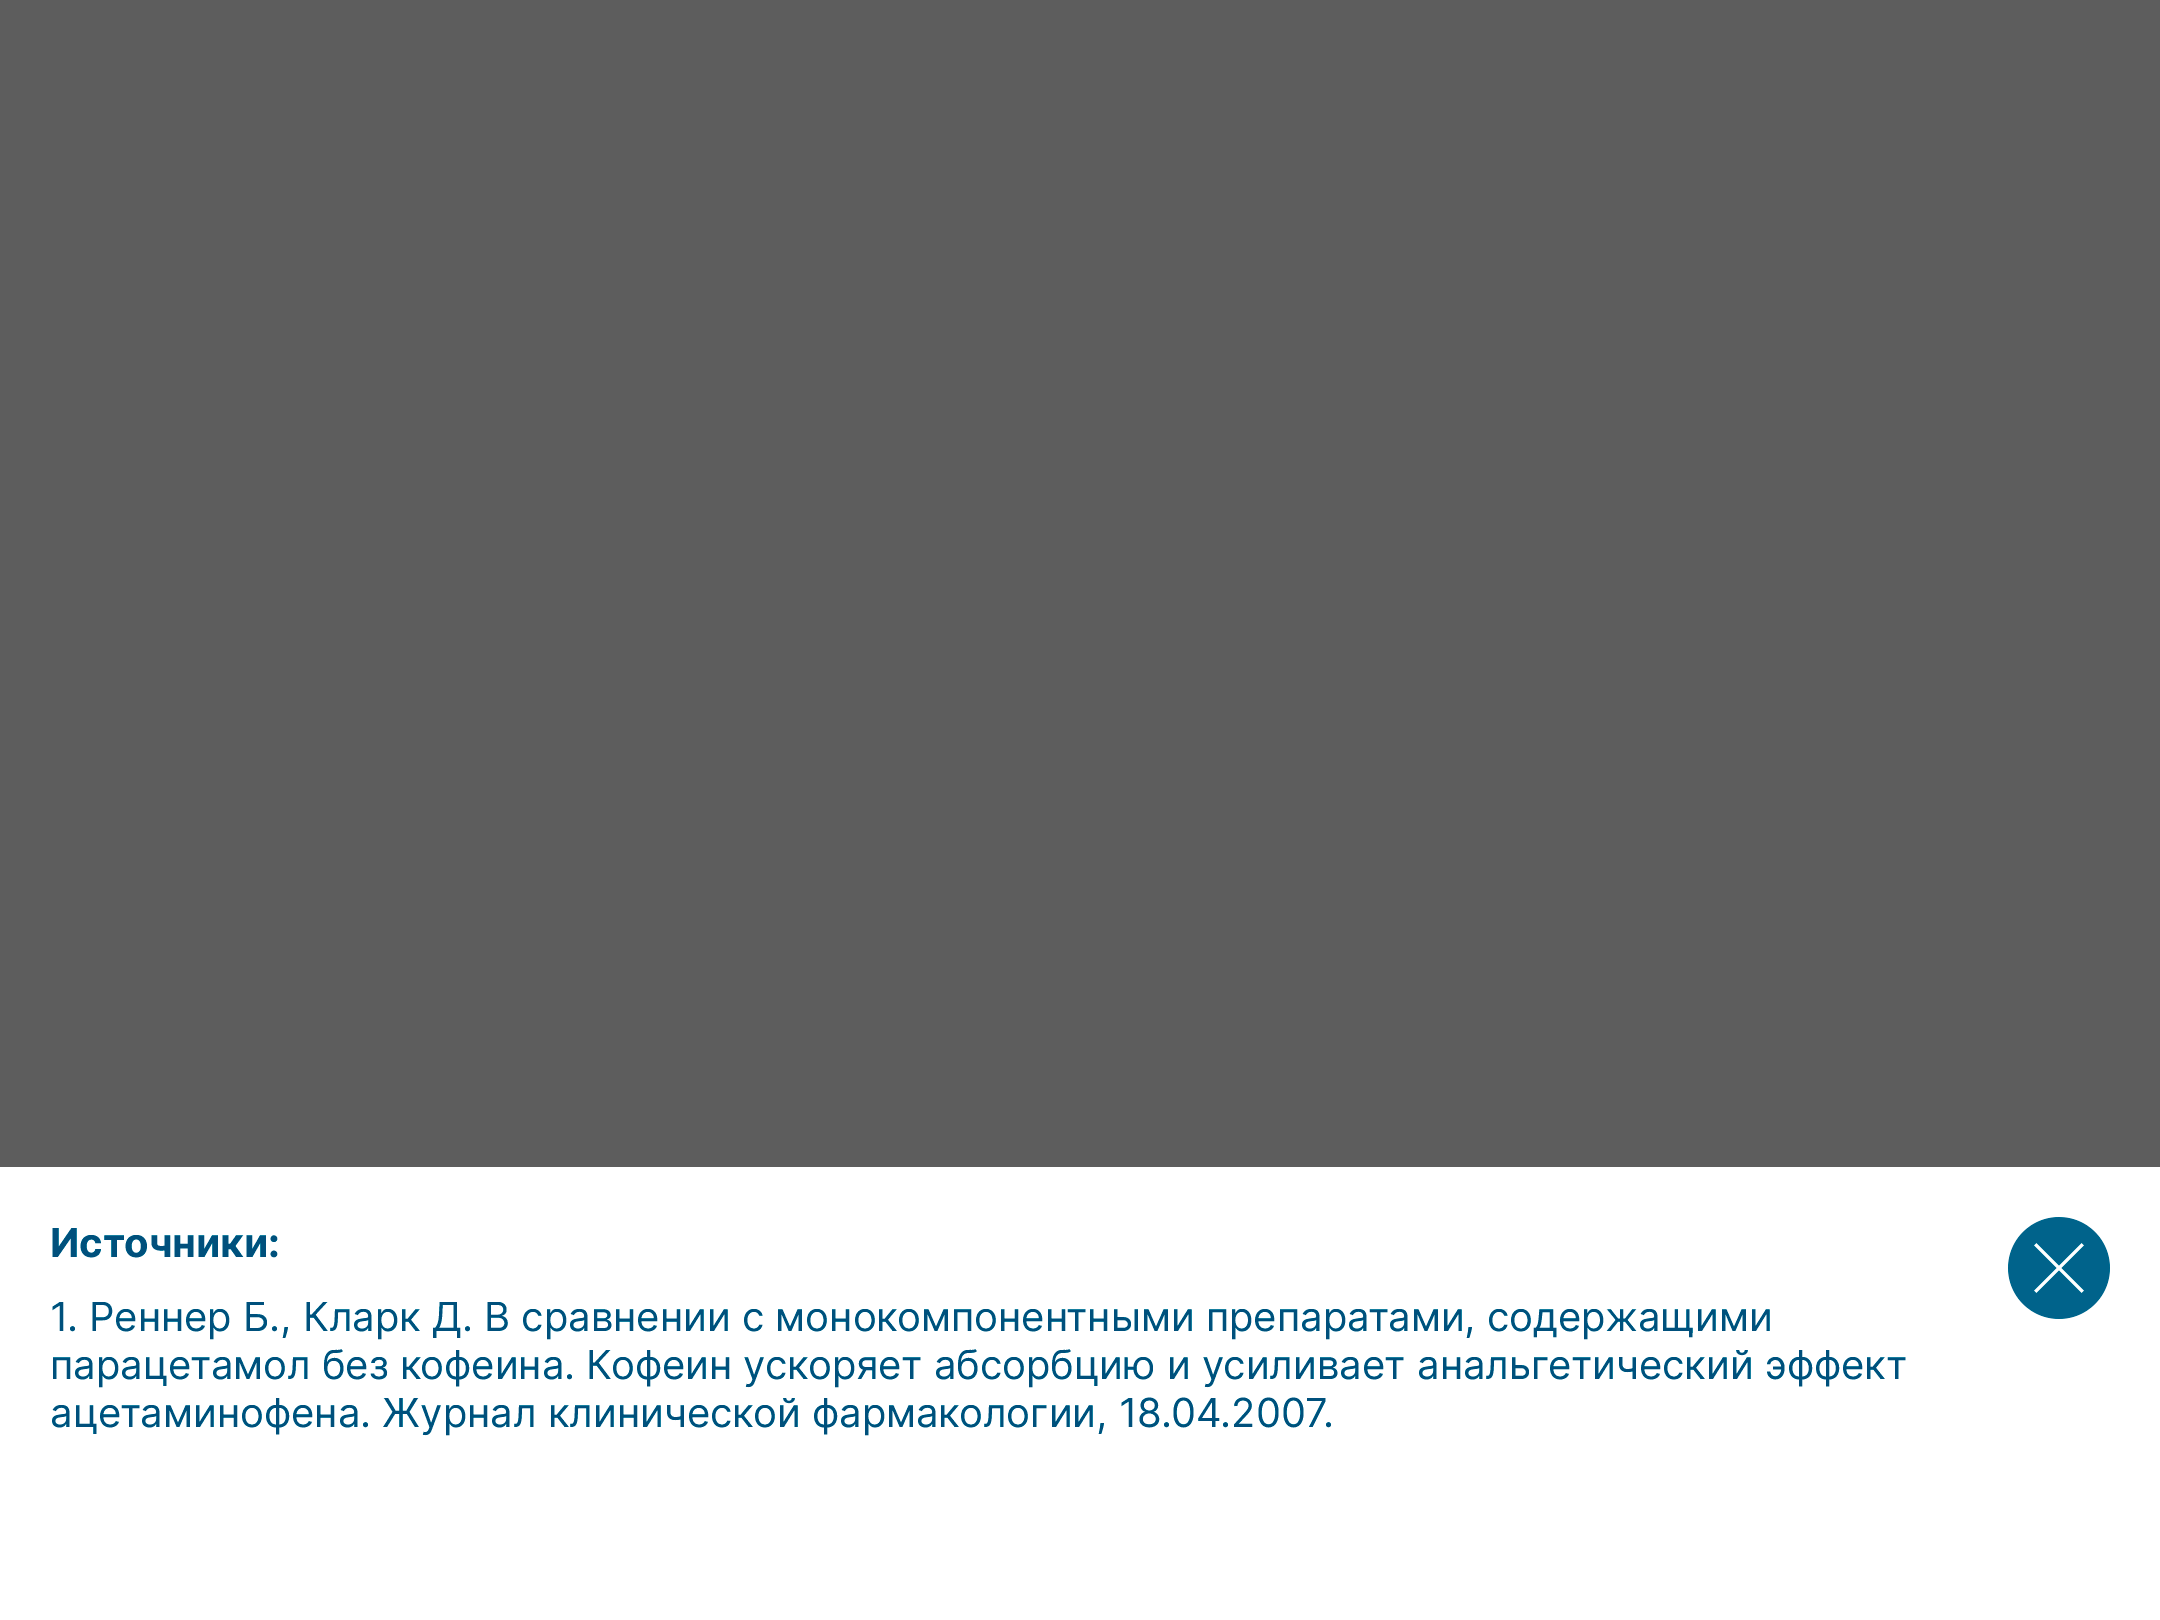 Источники:
1. Реннер Б., Кларк Д. В сравнении с монокомпонентными препаратами, содержащими
парацетамол без кофеина. Кофеин ускоряет абсорбцию и усиливает анальгетический эффект
ацетаминофена. Журнал клинической фармакологии, 18.04.2007.